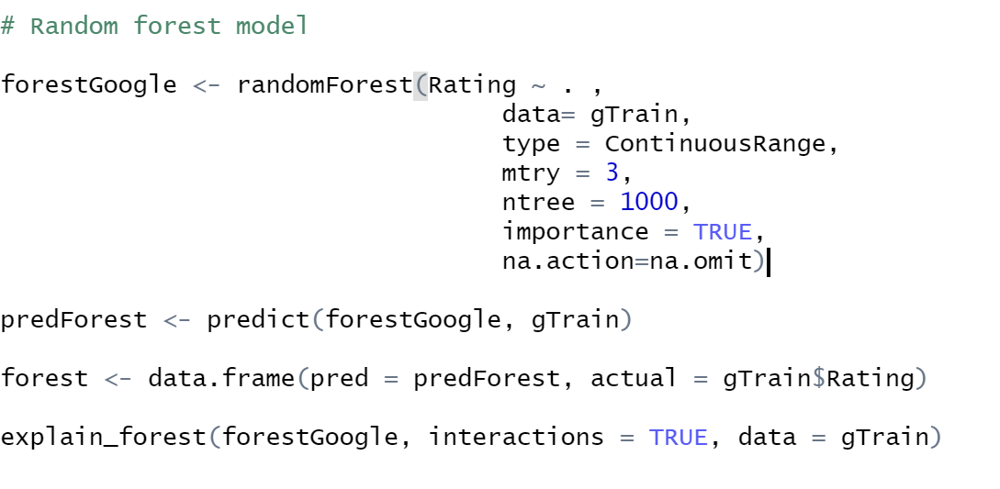 # Random forest model
forestGoogle <- randomForest(Rating ~ . ,
data= gTrain,
type = ContinuousRange,
mtry = 3,
ntree = 1000,
importance = TRUE,
na.action=na.omit)
predForest <- predict(forestGoogle, gTrain)
forest <- data.frame(pred = predForest, actual = gTrain$Rating)
explain_forest(forestGoogle, interactions = TRUE, data = gTrain)